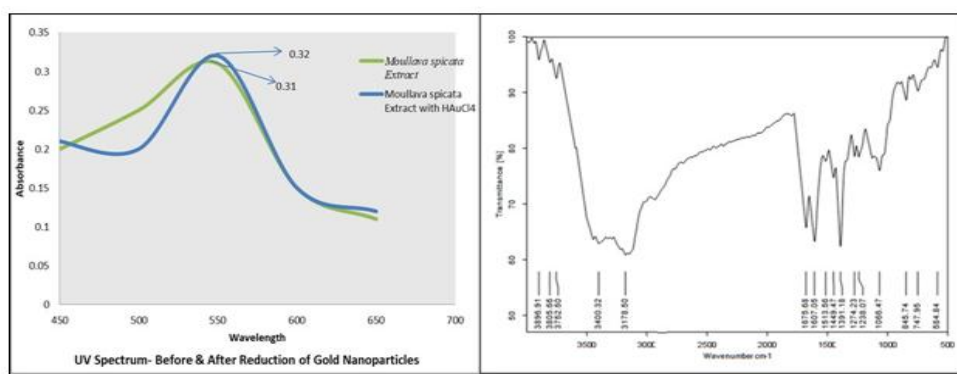 0.35
0.3
0.25
0.2
0.15
0.1
0.05
0
Absorbance
0.32
0.31
Moullava spicata
Extract
Moullava spicata
Extract with HAuCl4
450 500 550 600 650 700
Wavelength
UV Spectrum- Before & After Reduction of Gold Nanoparticles
100
90
80
70
60
50
Transmittance [%]
3896.91
3805.66
3762.50
3400.32
3178.50
1675.68
1607.05
1513.56
1449.47
1391.18
1274.23
1238.07
1066.47
845.74
747.95
584.84
3500 3000 2500 2000 1500 1000 500
Wavenumber cm-1